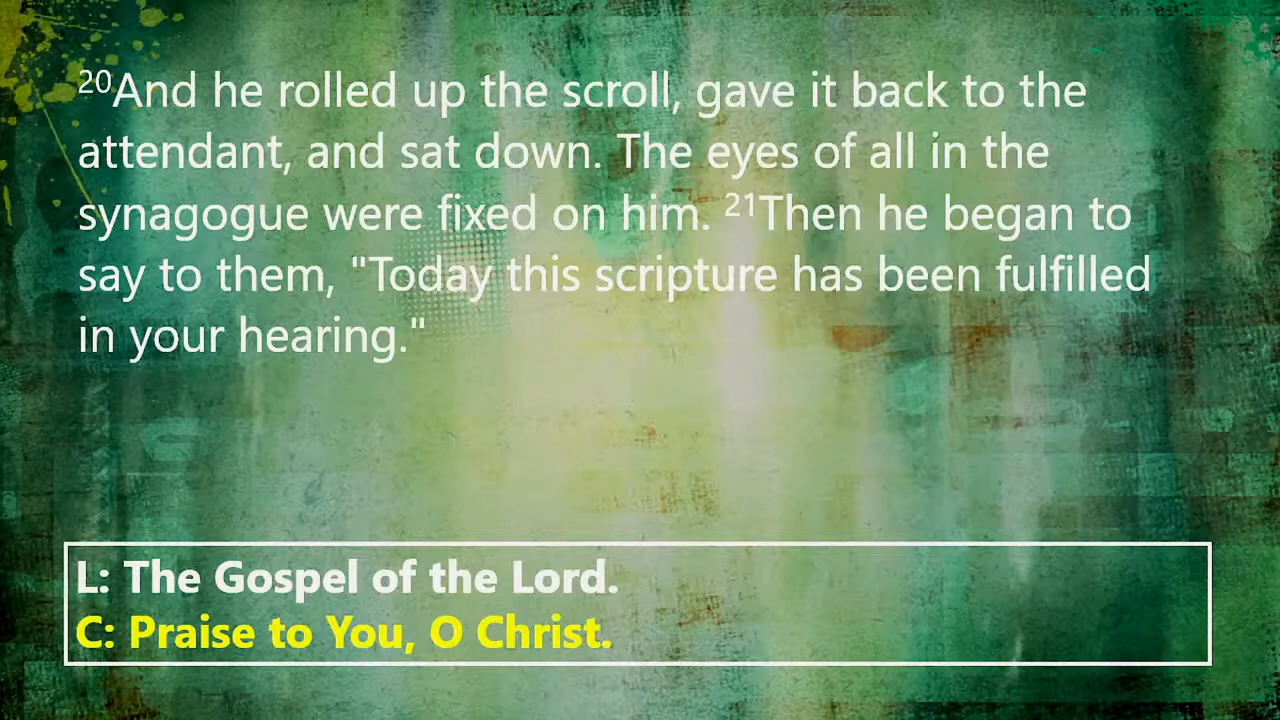 20And he rolled up the scroll, gave it back to the
attendant, and sat down. The eyes of all in the
synagogue were fixed on him. 21Then he began to
say to them, "Today this scripture has been fulfilled
in your hearing."
L: The Gospel of the Lord.
C: Praise to You, O Christ.